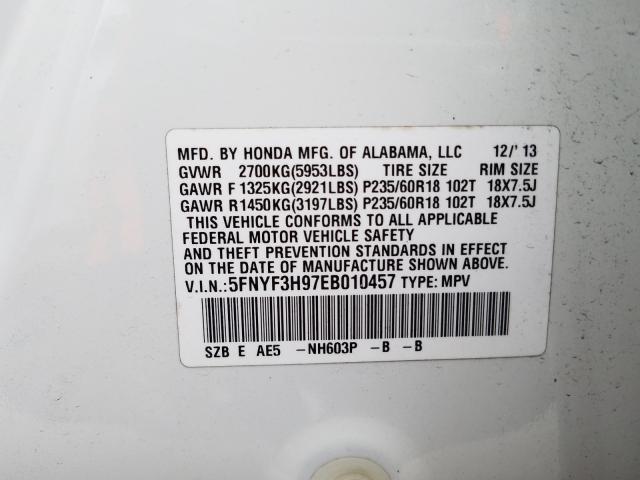 MFD. BY HONDA MFG. OF ALABAMA, LLC 12/' 13
GVWR 2700KG(5953LBS) TIRE SIZE RIM SIZE
GAWR F 1325KG(2921LBS) P235/60R18 102T 18X7.5J
GAWR R1450KG(3197LBS) P235/60R18 102T 18X7.5J
THIS VEHICLE CONFORMS TO ALL APPLICABLE
FEDERAL MOTOR VEHICLE SAFETY
AND THEFT PREVENTION STANDARDS IN EFFECT
ON THE DATE OF MANUFACTURE SHOWN ABOVE.
V.I.N.: 5FNYF3H97EB010457 TYPE: MPV
SZB E AE5 -NH603P -B -B